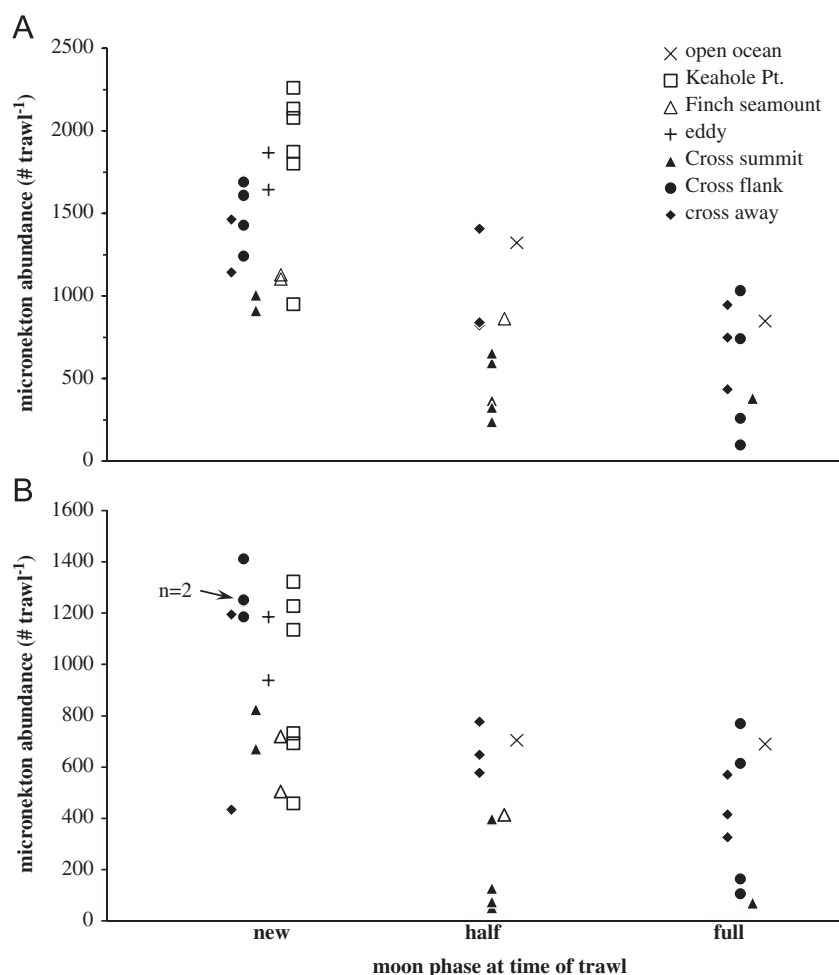 A
micronekton abundance (# trawl-1)
2500
2000
1500
1000
500
0
open ocean
Keahole Pt.
Finch seamount
eddy
Cross summit
Cross flank
cross away
B
micronekton abundance (# trawl-1)
1600
1400
1200
1000
800
600
400
200
0
n=2
new
half
full
moon phase at time of trawl